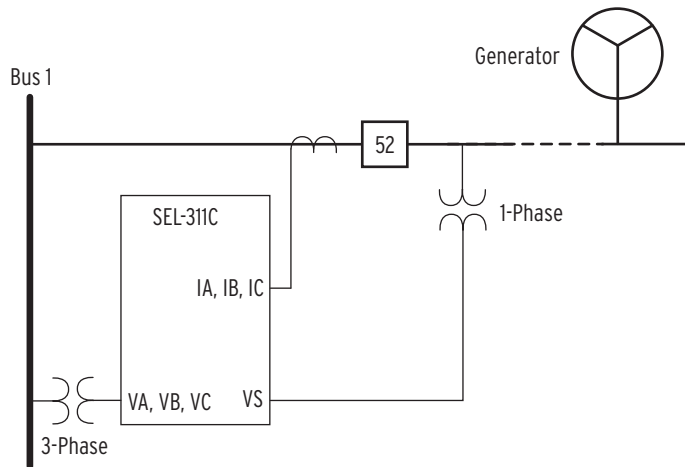 Generator
Bus 1
52
SEL-311C
1-Phase
IA, IB, IC
VA, VB, VC
VS
3-Phase